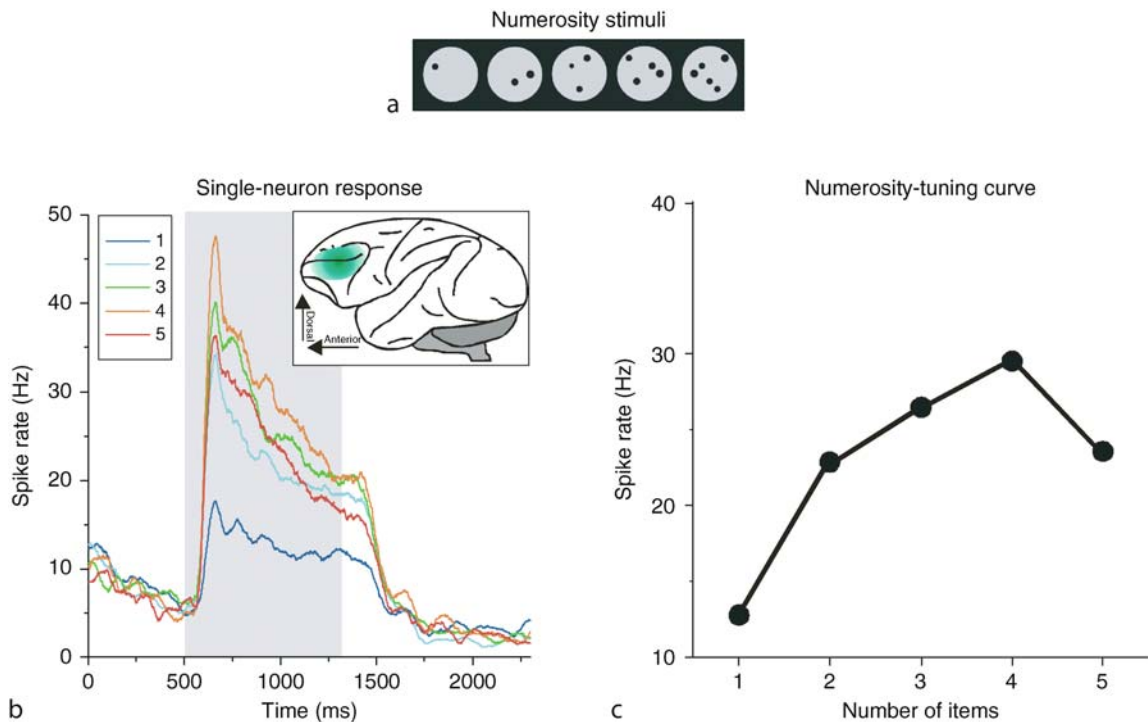 Numerosity stimuli
a
Single-neuron response
50
40
30
20
10
0
Spike rate (Hz)
1
2
3
4
5
Dorsal
Anterior
0
500
1000
1500
2000
Time (ms)
b
Numerosity-tuning curve
40
30
20
10
Spike rate (Hz)
1
2
3
4
5
Number of items
c